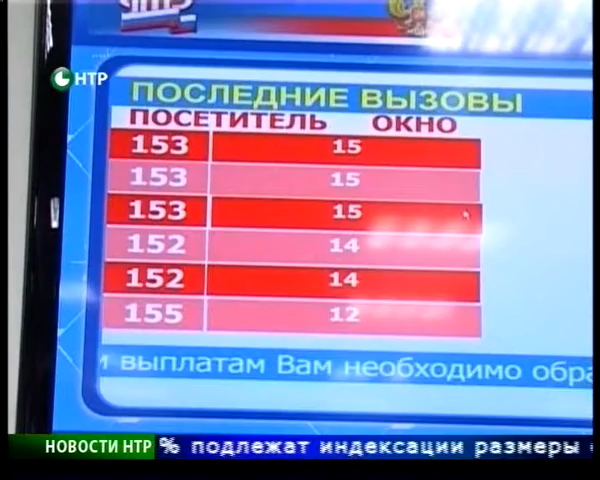 НТР
ПОСЛЕДНИЕ ВЫЗОВЫ
ПОСЕТИТЕЛЬ ОКНО
153 15
153 15
153 15
152 14
152 14
155 12
и выплатам Вам необходимо обра
НОВОСТИ НТР % подлежат индексации размеры